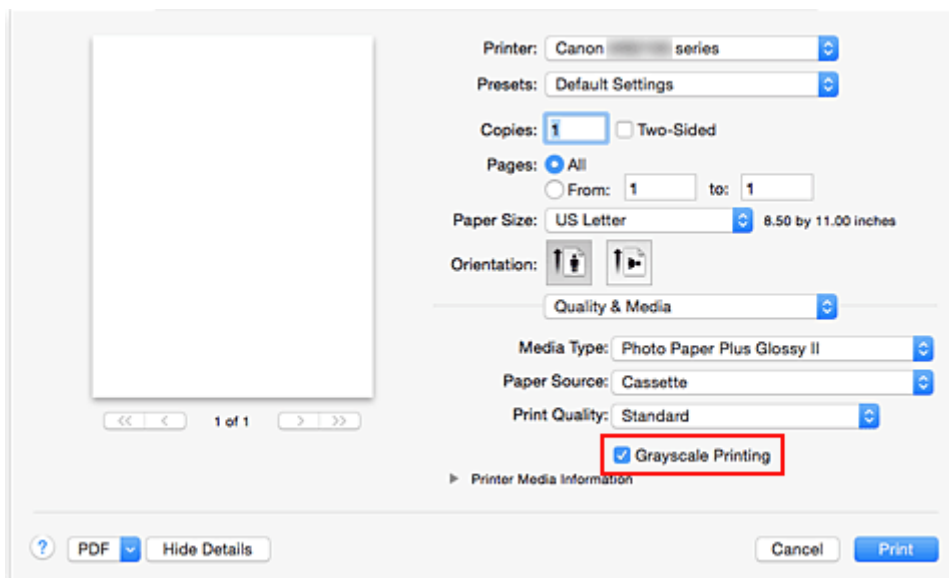 Printer: Canon series
Presets: Default Settings
Copies: 1 Two-Sided
Pages: All
From: 1 to: 1
Paper Size: US Letter 8.50 by 11.00 inches
Orientation:
Quality & Media
Media Type: Photo Paper Plus Glossy II
Paper Source: Cassette
<< < 1 of 1 > >>
Print Quality: Standard
Grayscale Printing
Printer Media Information
? PDF Hide Details Cancel Print